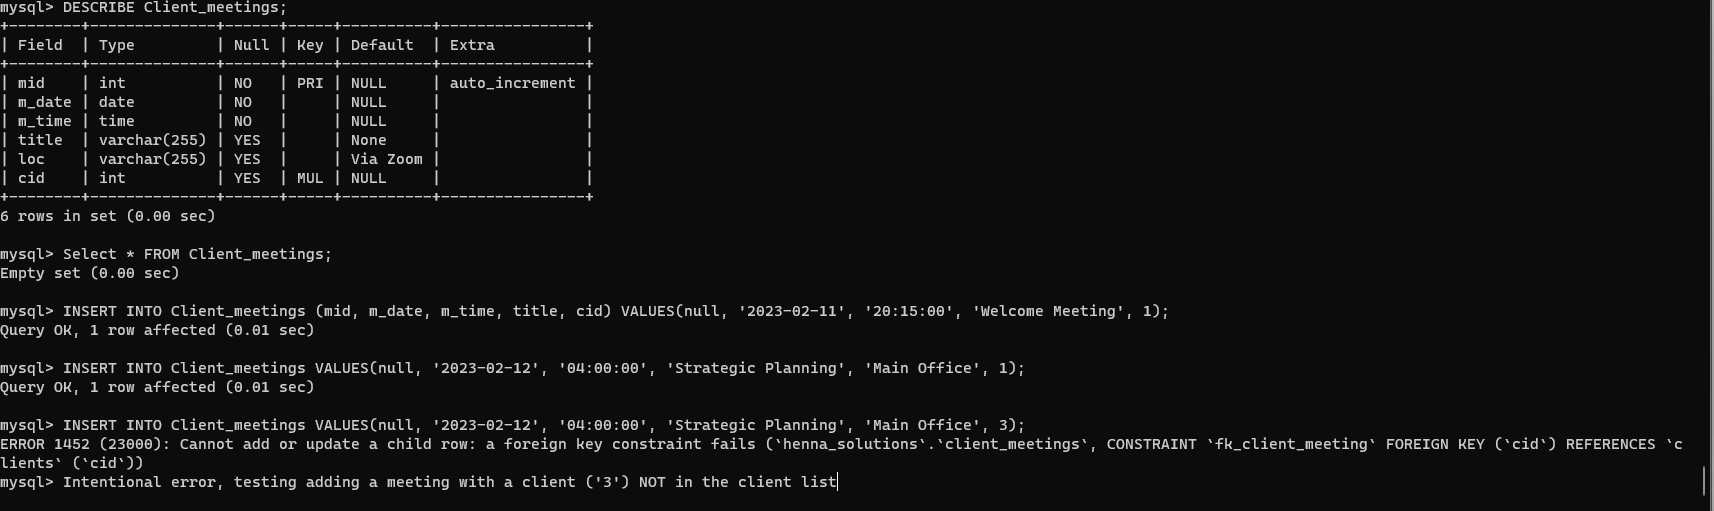 mysql> DESCRIBE Client_meetings;
+--------+--------------+------+-----+----------+----------------+
| Field  | Type         | Null | Key | Default  | Extra          |
+--------+--------------+------+-----+----------+----------------+
| mid    | int          | NO   | PRI | NULL     | auto_increment |
| m_date | date         | NO   |     | NULL     |                |
| m_time | time         | NO   |     | NULL     |                |
| title  | varchar(255) | YES  |     | None     |                |
| loc    | varchar(255) | YES  |     | Via Zoom |                |
| cid    | int          | YES  | MUL | NULL     |                |
+--------+--------------+------+-----+----------+----------------+
6 rows in set (0.00 sec)

mysql> Select * FROM Client_meetings;
Empty set (0.00 sec)

mysql> INSERT INTO Client_meetings (mid, m_date, m_time, title, cid) VALUES(null, '2023-02-11', '20:15:00', 'Welcome Meeting', 1);
Query OK, 1 row affected (0.01 sec)

mysql> INSERT INTO Client_meetings VALUES(null, '2023-02-12', '04:00:00', 'Strategic Planning', 'Main Office', 1);
Query OK, 1 row affected (0.01 sec)

mysql> INSERT INTO Client_meetings VALUES(null, '2023-02-12', '04:00:00', 'Strategic Planning', 'Main Office', 3);
ERROR 1452 (23000): Cannot add or update a child row: a foreign key constraint fails (`henna_solutions`.`client_meetings`, CONSTRAINT `fk_client_meeting` FOREIGN KEY (`cid`) REFERENCES `c
lients` (`cid`))
mysql> Intentional error, testing adding a meeting with a client ('3') NOT in the client list